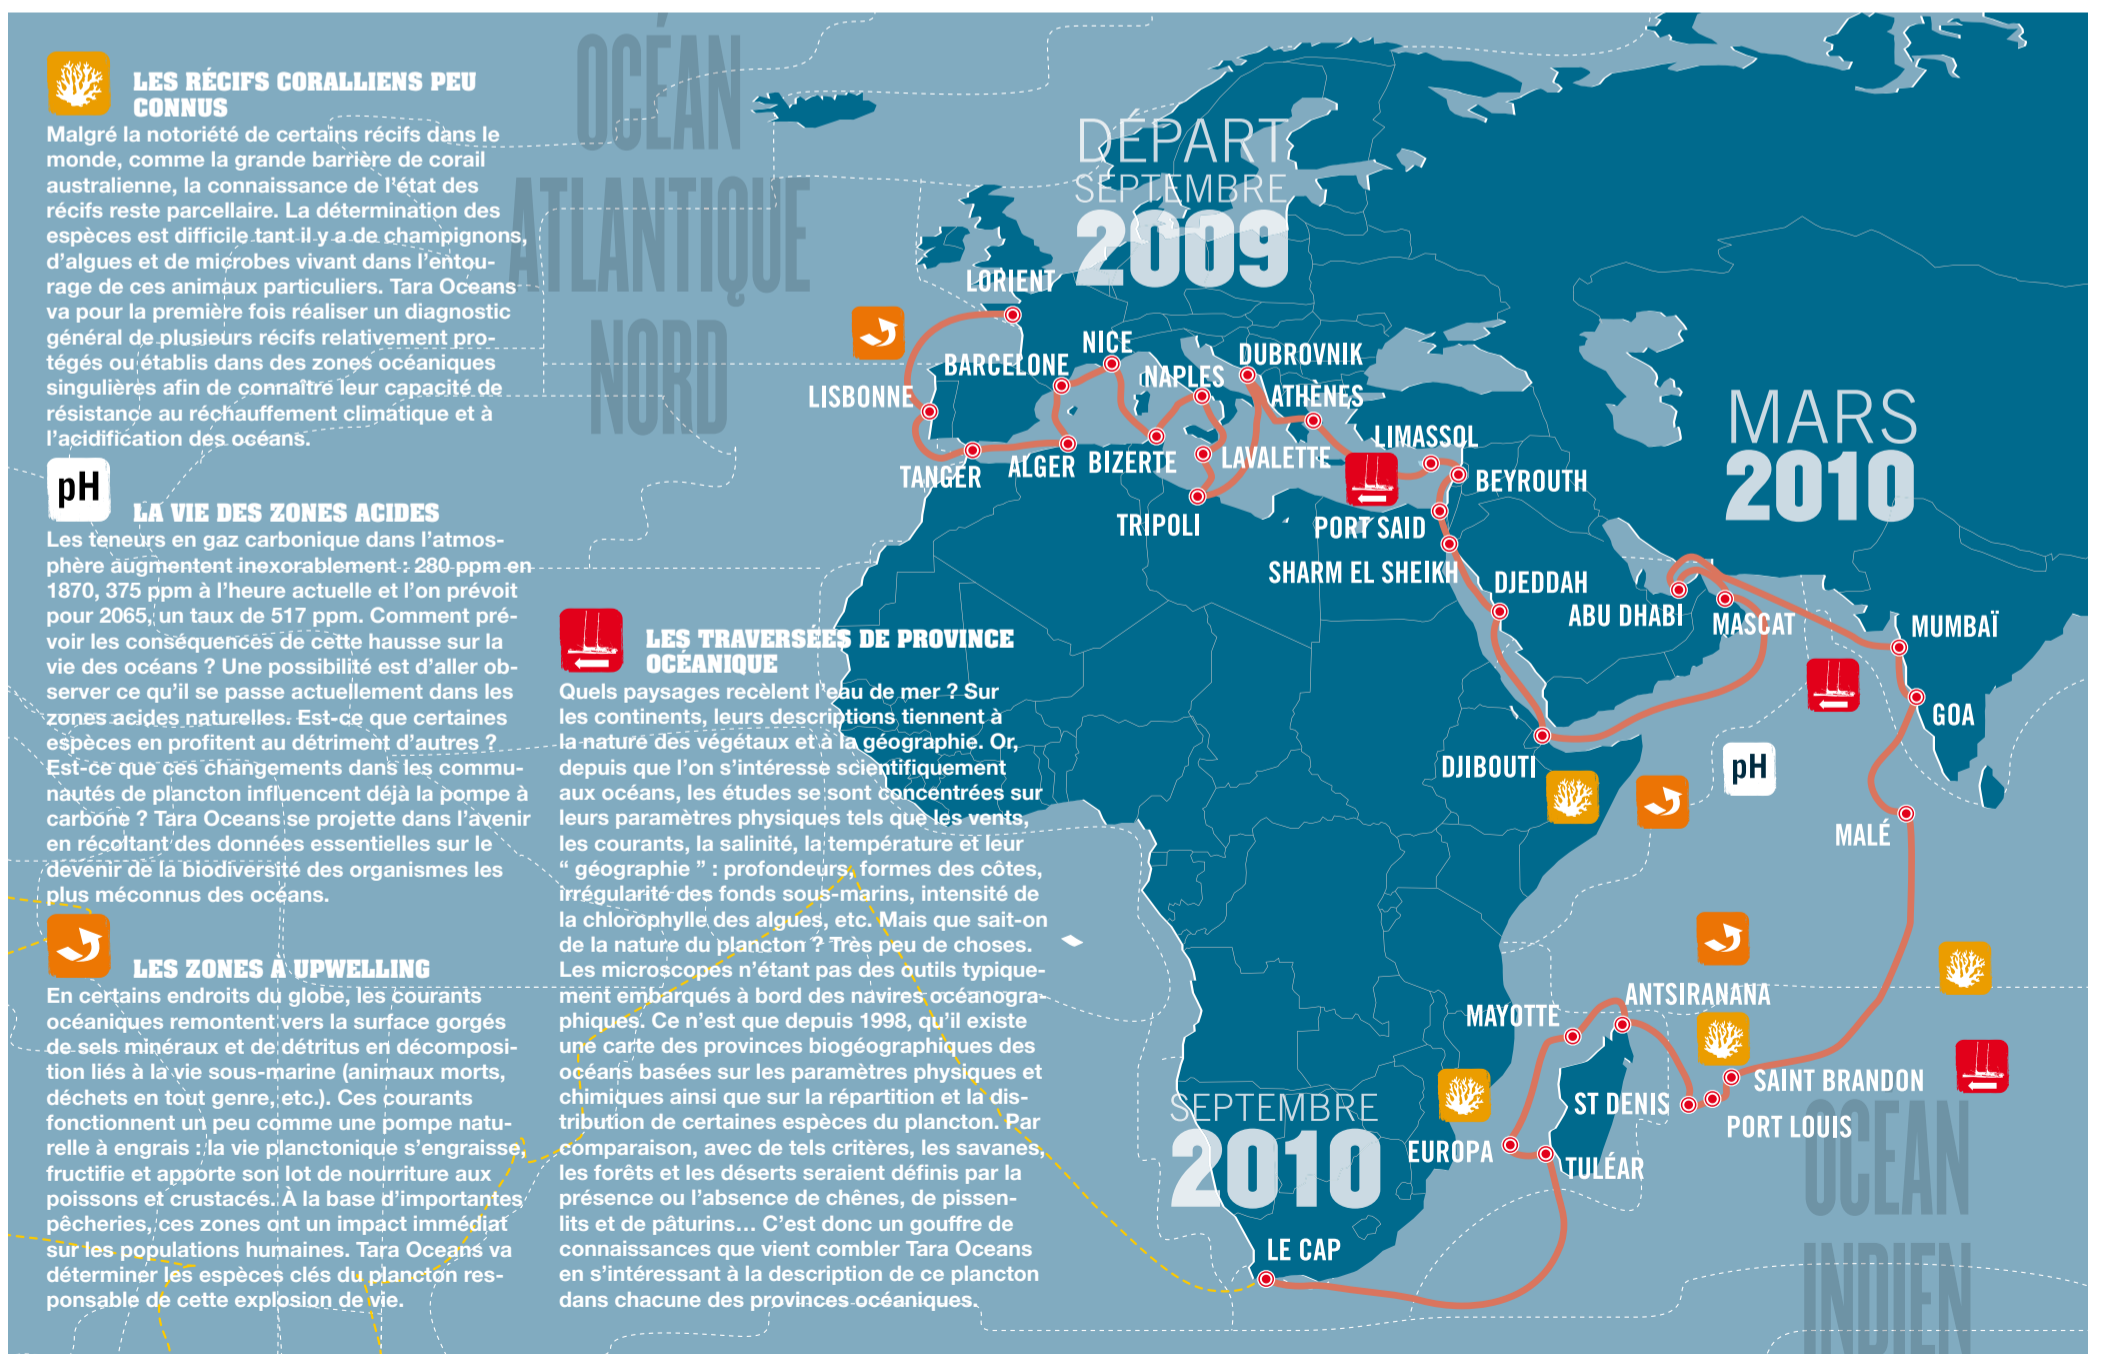 LES RÉCIFS CORALLIENS PEU
CONNUS
Malgré la notoriété de certains récifs dans le
monde, comme la grande barrière de corail
australienne, la connaissance de l'état des
récifs reste parcellaire. La détermination des
espèces est difficile tant il y a de champignons,
d'algues et de microbes vivant dans l'entou-
rage de ces animaux particuliers. Tara Oceans
va pour la première fois réaliser un diagnostic
général de plusieurs récifs relativement pro-
tégés ou établis dans des zones océaniques
singulières afin de connaître leur capacité de
résistance au réchauffement climatique et à
l'acidification des océans.
pH
LA VIE DES ZONES ACIDES
Les teneurs en gaz carbonique dans l'atmos-
phère augmentent inexorablement : 280 ppm en
1870, 375 ppm à l'heure actuelle et l'on prévoit
pour 2065, un taux de 517 ppm. Comment pré-
voir les conséquences de cette hausse sur la
vie des océans ? Une possibilité est d'aller ob-
server ce qu'il se passe actuellement dans les
zones acides naturelles. Est-ce que certaines
espèces en profitent au détriment d'autres ?
Est-ce que ces changements dans les commu-
nautés de plancton influencent déjà la pompe à
carbone ? Tara Oceans se projette dans l'avenir
en récoltant des données essentielles sur le
devenir de la biodiversité des organismes les
plus méconnus des océans.
LES ZONES A UPWELLING
En certains endroits du globe, les courants
océaniques remontent vers la surface gorgés
de sels minéraux et de détritus en décomposi-
tion liés à la vie sous-marine (animaux morts,
déchets en tout genre, etc.). Ces courants
fonctionnent un peu comme une pompe natu-
relle à engrais : la vie planctonique s'engraisse,
fructifie et apporte son lot de nourriture aux
poissons et crustacés. À la base d'importantes
pêcheries, ces zones ont un impact immédiat
sur les populations humaines. Tara Oceans va
déterminer les espèces clés du plancton res-
ponsable de cette explosion de vie.
LES TRAVERSÉES DE PROVINCE
OCÉANIQUE
Quels paysages recèlent l'eau de mer ? Sur
les continents, leurs descriptions tiennent à
la nature des végétaux et à la géographie. Or,
depuis que l'on s'intéresse scientifiquement
aux océans, les études se sont concentrées sur
leurs paramètres physiques tels que les vents,
les courants, la salinité, la température et leur
“ géographie ” : profondeurs, formes des côtes,
irrégularité des fonds sous-marins, intensité de
la chlorophylle des algues, etc. Mais que sait-on
de la nature du plancton ? Très peu de choses.
Les microscopes n'étant pas des outils typique-
ment embarqués à bord des navires océanogra-
phiques. Ce n'est que depuis 1998, qu'il existe
une carte des provinces biogéographiques des
océans basées sur les paramètres physiques et
chimiques ainsi que sur la répartition et la dis-
tribution de certaines espèces du plancton. Par
comparaison, avec de tels critères, les savanes,
les forêts et les déserts seraient définis par la
présence ou l'absence de chênes, de pissen-
lits et de pâturins... C'est donc un gouffre de
connaissances que vient combler Tara Oceans
en s'intéressant à la description de ce plancton
dans chacune des provinces océaniques.
OCÉAN
ATLANTIQUE
NORD
DÉPART
SEPTEMBRE
2009
LORIENT
NICE
BARCELONE
DUBROVNIK
NAPLES
LISBONNE
ATHÈNES
LIMASSOL
TANGER
ALGER
BIZERTE
LAVALETTE
BEYROUTH
TRIPOLI
PORT SAID
SHARM EL SHEIKH
MARS
2010
DJEDDAH
ABU DHABI
MASCAT
MUMBAÏ
GOA
DJIBOUTI
pH
MALÉ
ANTSIRANANA
MAYOTTE
SAINT BRANDON
ST DENIS
PORT LOUIS
SEPTEMBRE
2010
EUROPA
TULÉAR
LE CAP
OCEAN
INDIEN